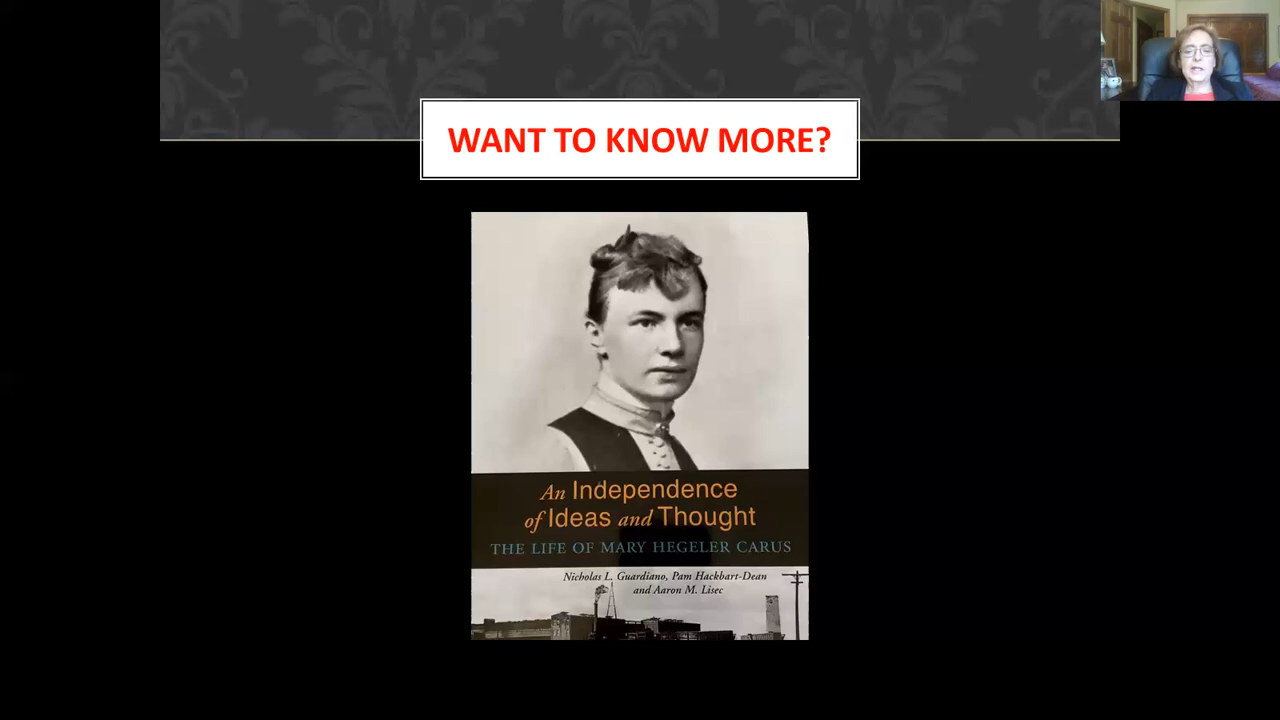 WANT TO KNOW MORE?
An Independence
of Ideas and Thought
THE LIFE OF MARY HEGELER CARUS
Nicholas L. Guardiano, Pam Hackbart-Dean
and Aaron M. Lisec